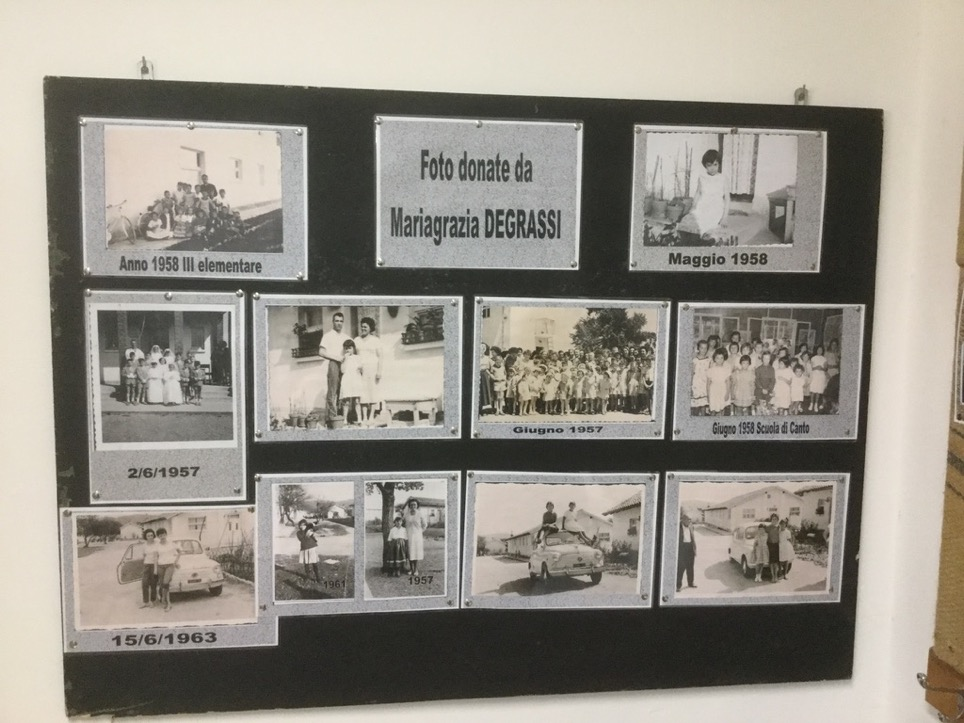 Anno 1958 III elementare
Foto donate da
Mariagrazia DEGRASSI
Maggio 1958
2/6/1957
Giugno 1957
Giugno 1958 Scuola di Canto
15/6/1963
1961
1957